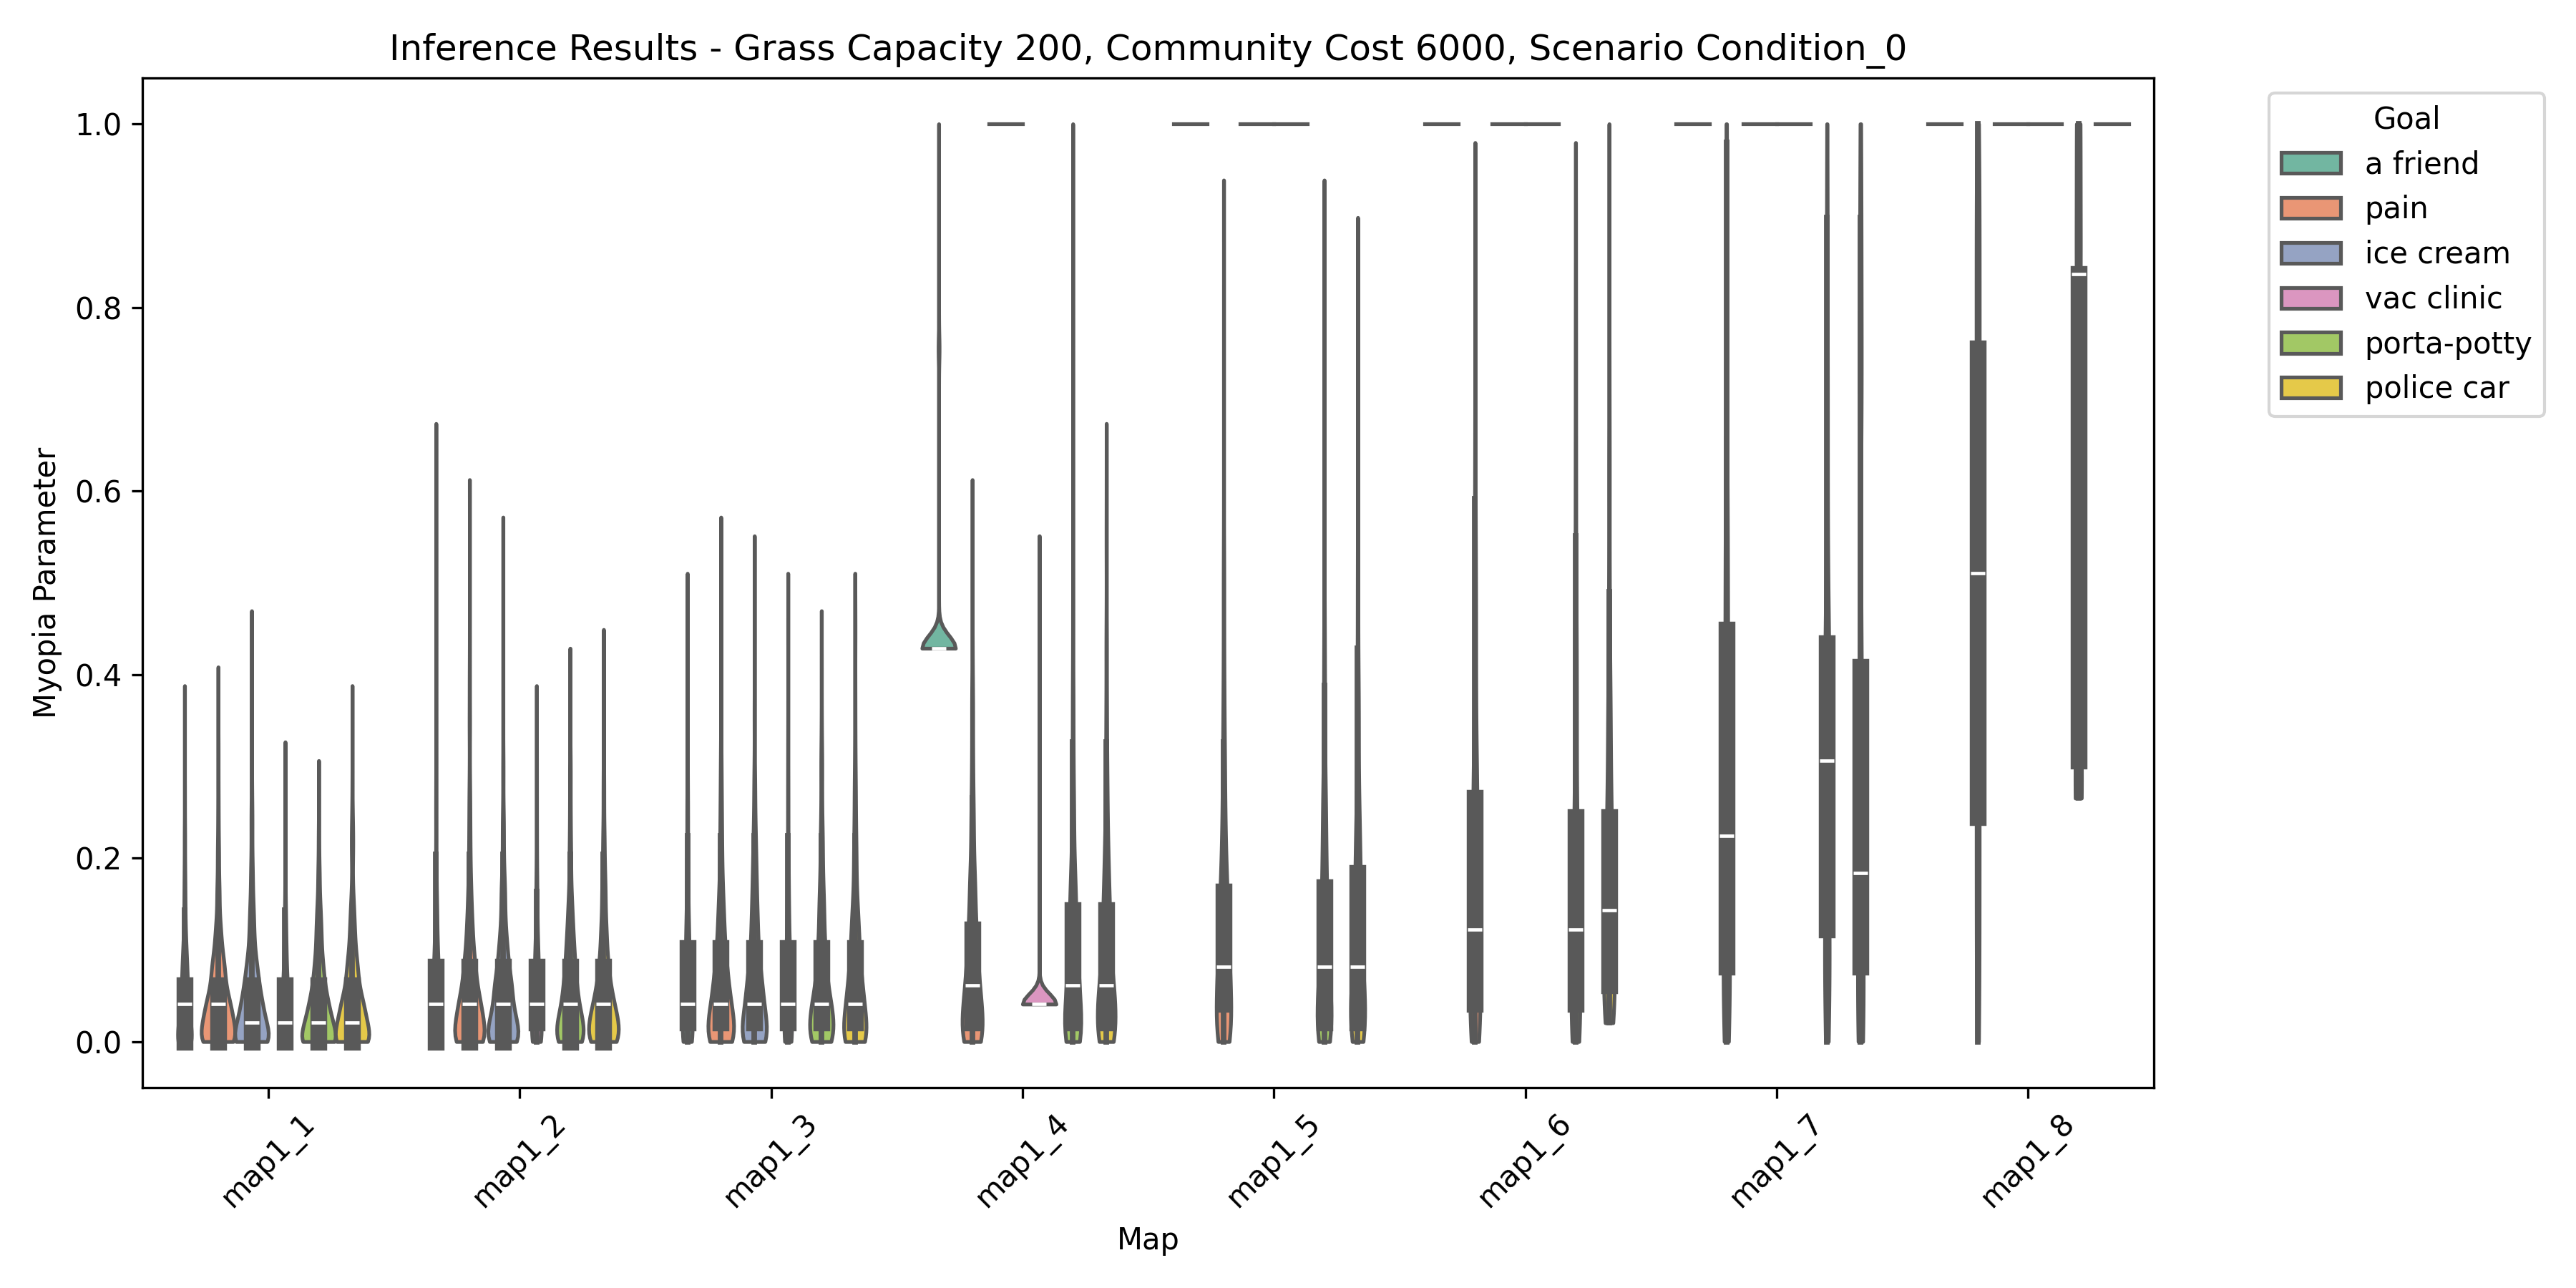 Inference Results - Grass Capacity 200, Community Cost 6000, Scenario Condition_0
Myopia Parameter
1.0
0.8
0.6
0.4
0.2
0.0
map1_1
map1_2
map1_3
map1_4
map1_5
map1_6
map1_7
map1_8
Map
Goal
a friend
pain
ice cream
vac clinic
porta-potty
police car